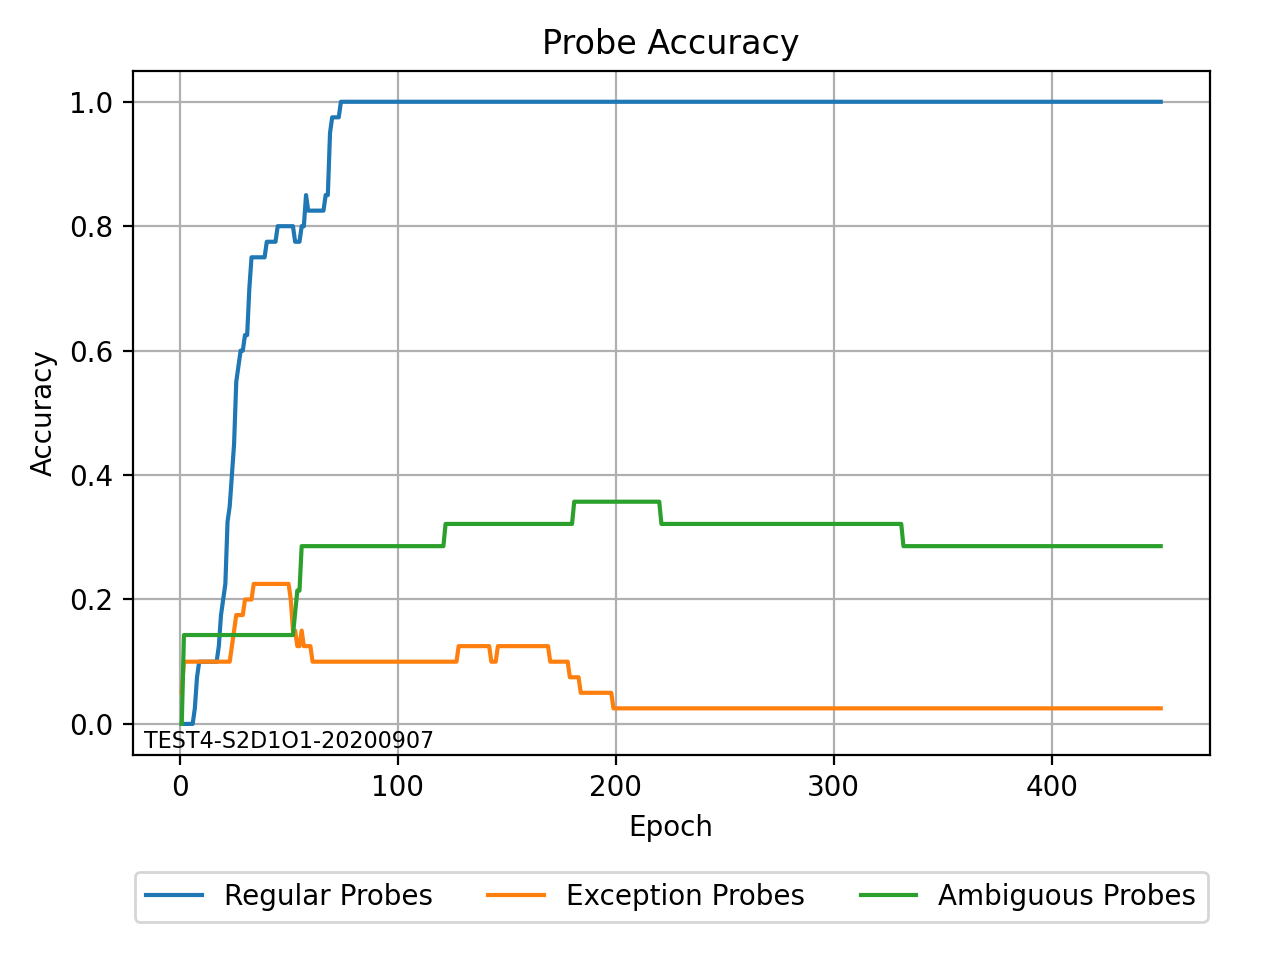 Probe Accuracy
1.0
0.8
0.6
0.4
0.2
0.0
Accuracy
TEST4-S2D1O1-20200907
0 100 200 300 400
Epoch
Regular Probes Exception Probes Ambiguous Probes